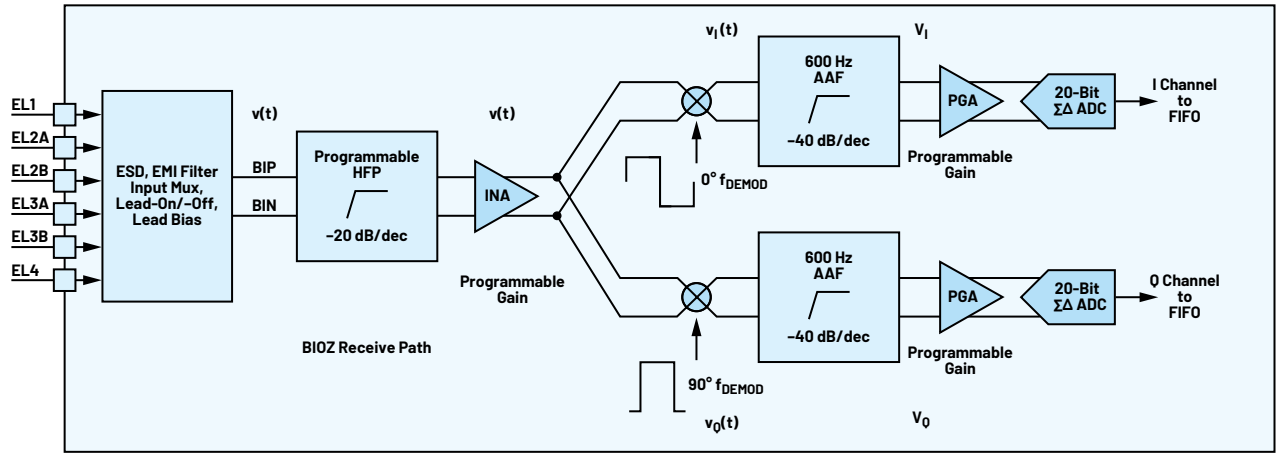 EL1
EL2A
EL2B
EL3A
EL3B
EL4
ESD, EMI Filter
Input Mux,
Lead-On/–Off,
Lead Bias
v(t)
BIP
BIN
Programmable
HFP
–20 dB/dec
v(t)
INA
Programmable
Gain
BIOZ Receive Path
vI(t)
0° fDEMOD
600 Hz
AAF
–40 dB/dec
VI
PGA
Programmable
Gain
20-Bit
ΣΔ ADC
I Channel
to
FIFO
90° fDEMOD
vQ(t)
600 Hz
AAF
–40 dB/dec
PGA
Programmable
Gain
VQ
20-Bit
ΣΔ ADC
Q Channel
to
FIFO